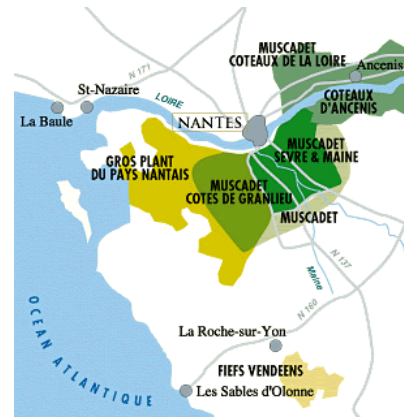 MUSCADET
COTEAUX DE LA LOIRE
Ancenis
N 171
St-Nazaire
La Baule
LOIRE
NANTES
COTEAUX
D'ANCENIS
MUSCADET
SEVRE & MAINE
GROS PLANT
DU PAYS NANTAIS
MUSCADET
COTES DE GRANLIEU
MUSCADET
N 137
Maine
N 160
OCEAN ATLANTIQUE
La Roche-sur-Yon
FIEFS VENDEENS
Les Sables d'Olonne